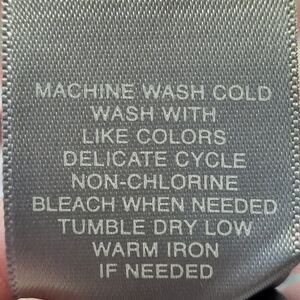 MACHINE WASH COLD
WASH WITH
LIKE COLORS
DELICATE CYCLE
NON-CHLORINE
BLEACH WHEN NEEDED
TUMBLE DRY LOW
WARM IRON
IF NEEDED